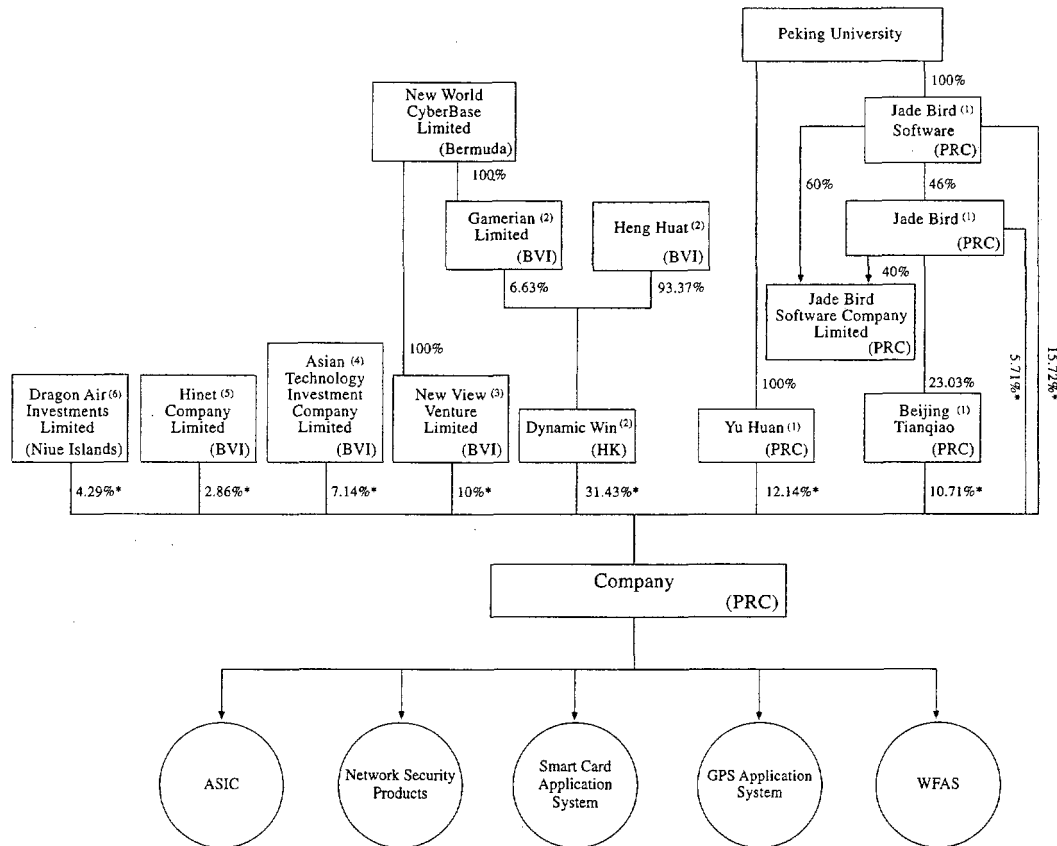 Peking University
100%
New World
CyberBase
Limited
(Bermuda)
Jade Bird (1)
Software
(PRC)
100%
60%
46%
Gamerian (2)
Limited
(BVI)
Heng Huat (2)
(BVI)
Jade Bird (1)
(PRC)
6.63%
93.37%
40%
Jade Bird
Software Company
Limited
(PRC)
100%
100%
23.03%
5.71%*
15.72%*
Dragon Air (6)
Investments
Limited
(Niue Islands)
Hinet (5)
Company
Limited
(BVI)
Asian (4)
Technology
Investment
Company
Limited
(BVI)
New View (3)
Venture
Limited
(BVI)
Dynamic Win (2)
(HK)
Yu Huan (1)
(PRC)
Beijing (1)
Tianqiao
(PRC)
4.29%*
2.86%*
7.14%*
10%*
31.43%*
12.14%*
10.71%*
Company
(PRC)
ASIC
Network Security
Products
Smart Card
Application
System
GPS Application
System
WFAS